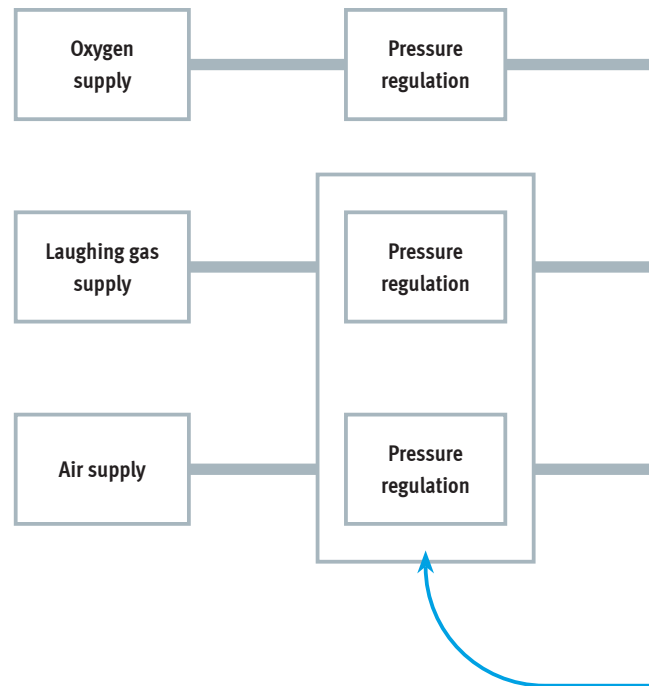 Oxygen
supply
Pressure
regulation
Laughing gas
supply
Pressure
regulation
Air supply
Pressure
regulation